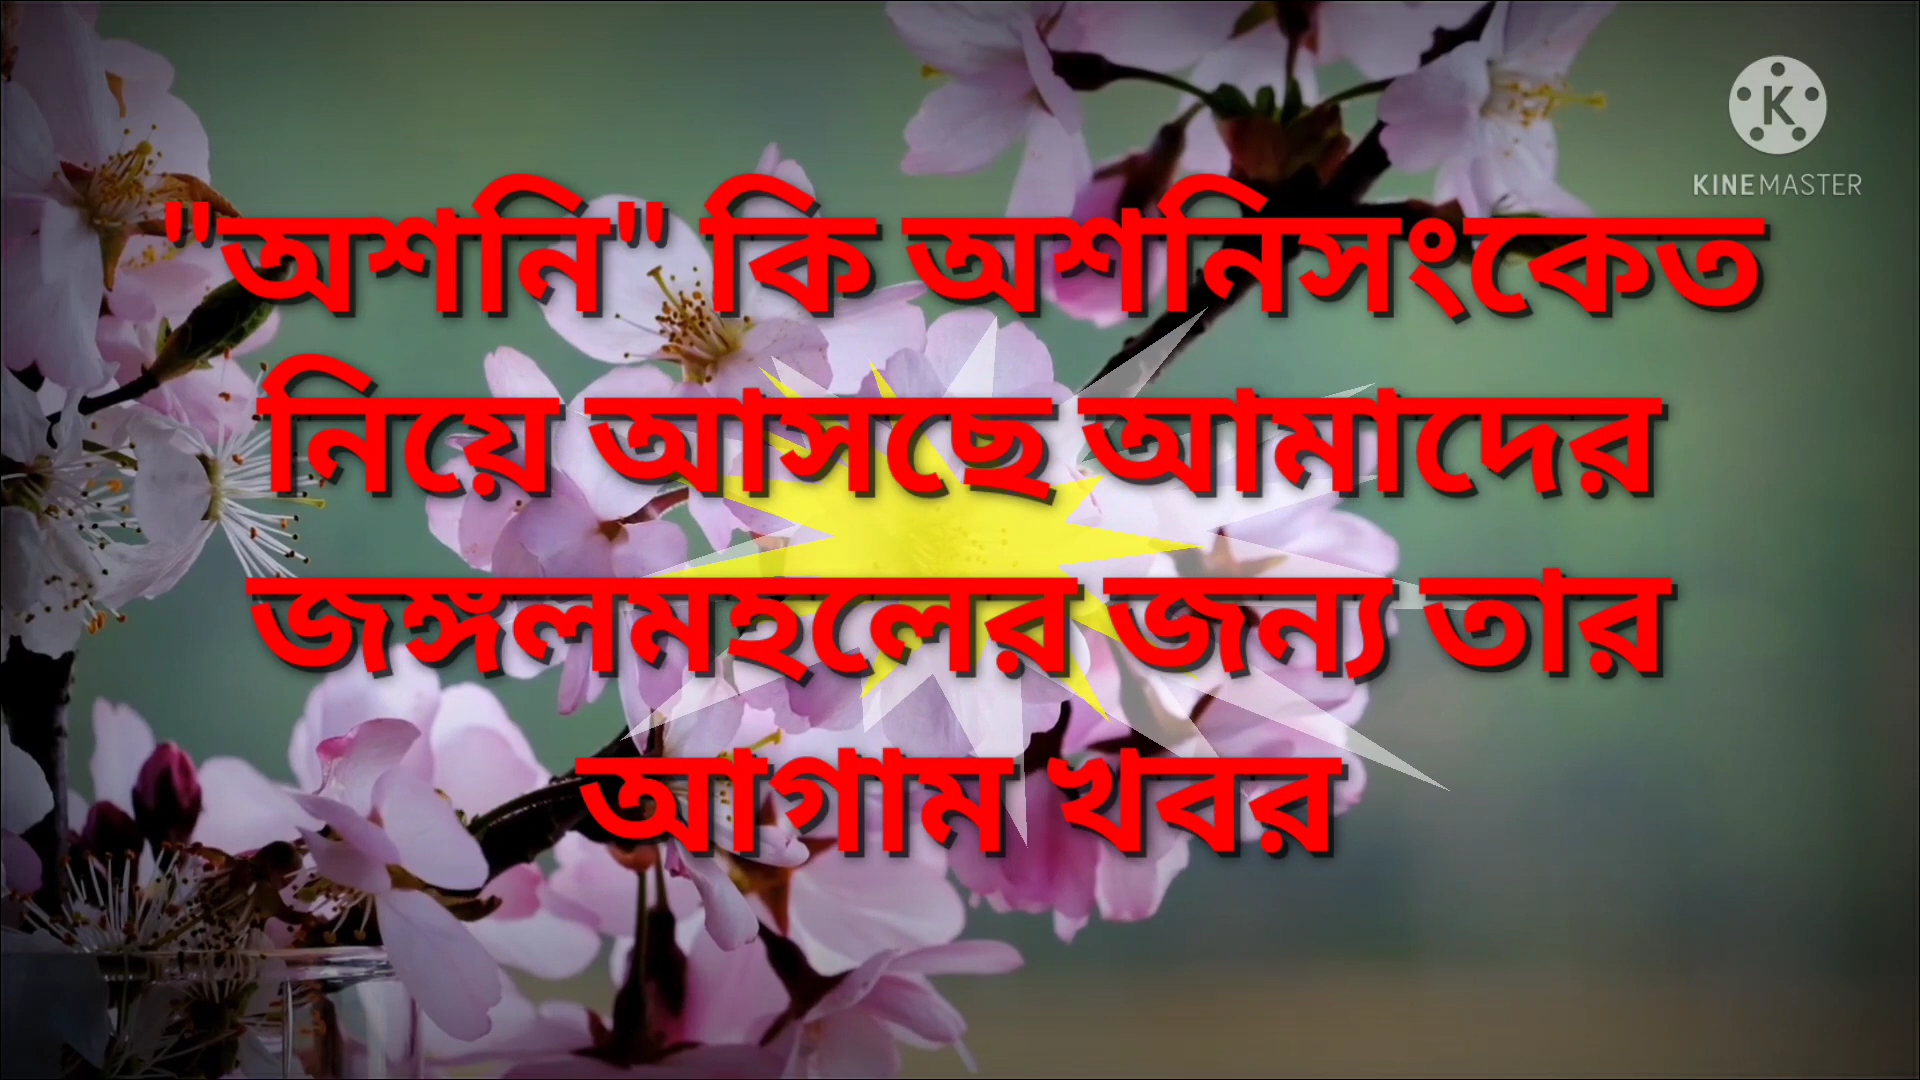 KINEMASTER
"অশনি" কি অশনিসংকেত
নিয়ে আসছে আমাদের
জঙ্গলমহলের জন্য তার
আগাম খবর